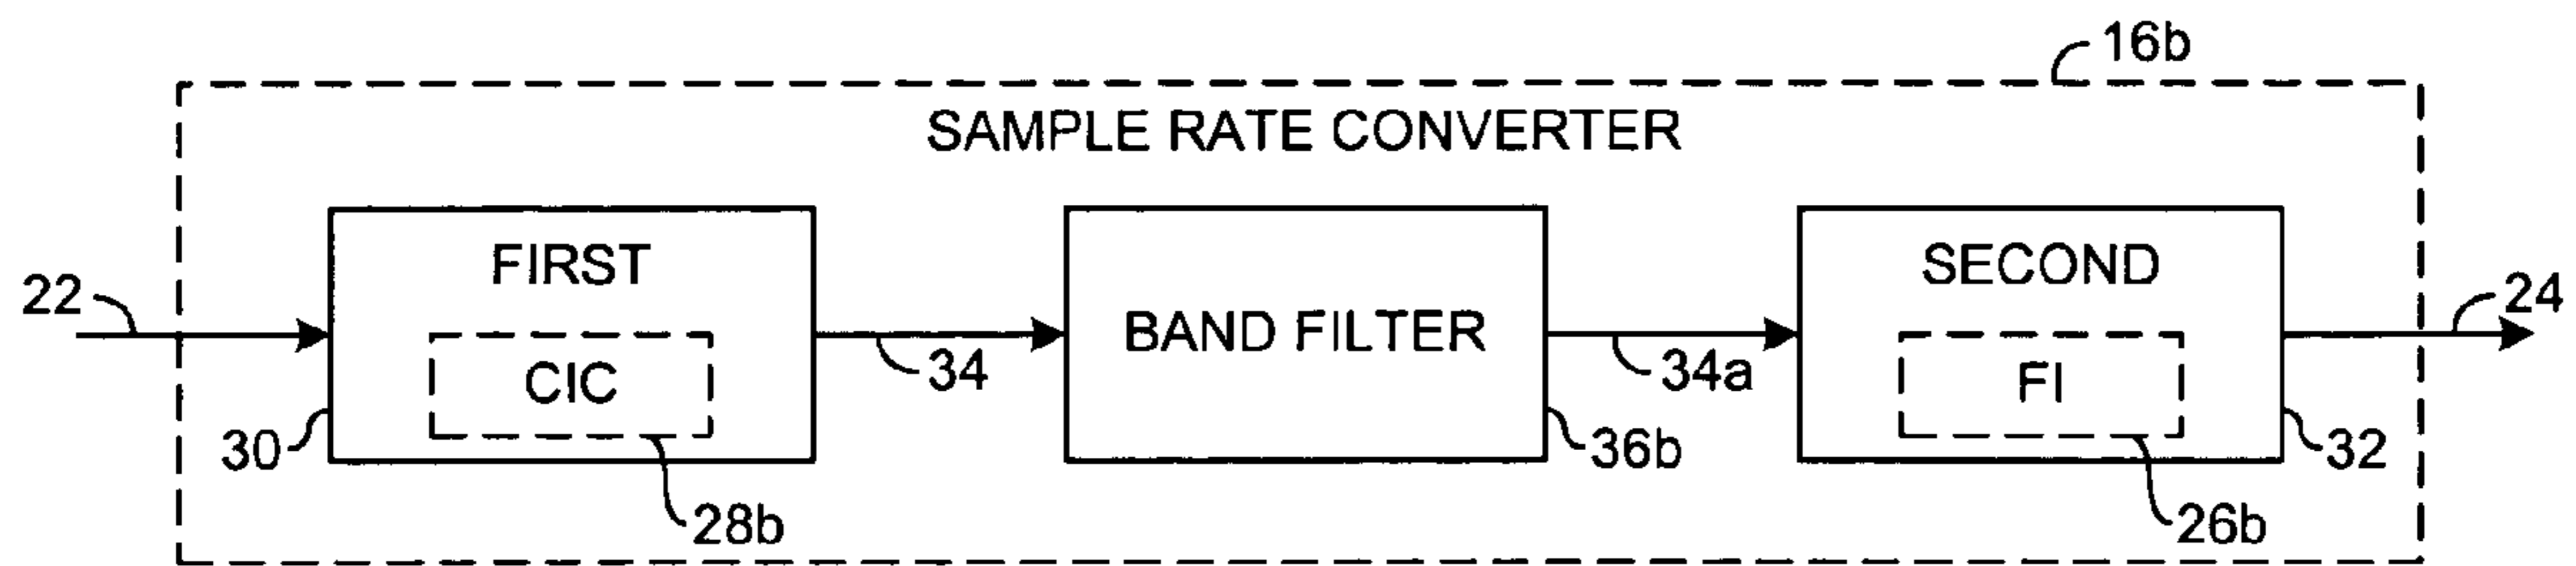 16b
SAMPLE RATE CONVERTER
FIRST
SECOND
22
24
BAND FILTER
CIC
34
34a
FI
30
36b
32
28b
26b